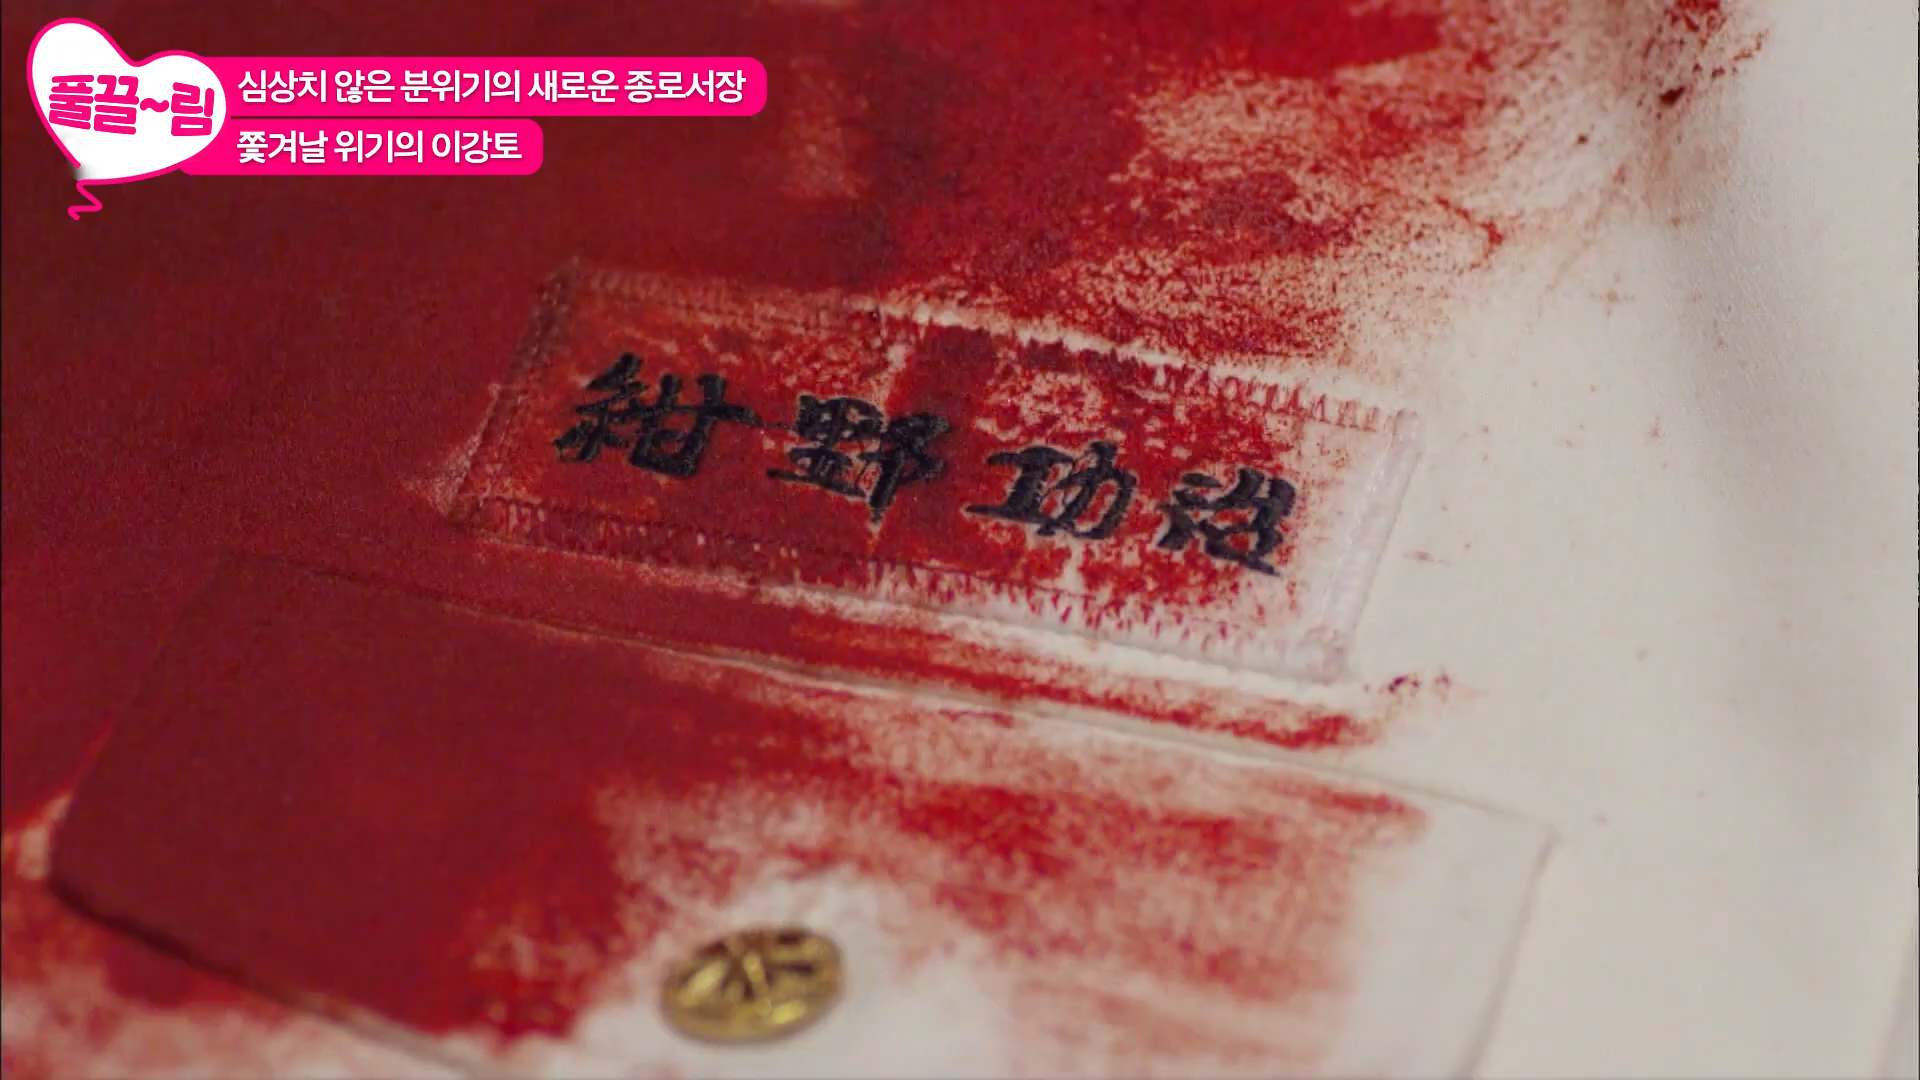 풀끌~림
심상치 않은 분위기의 새로운 종로서장
쫓겨날 위기의 이강토
紺野功治